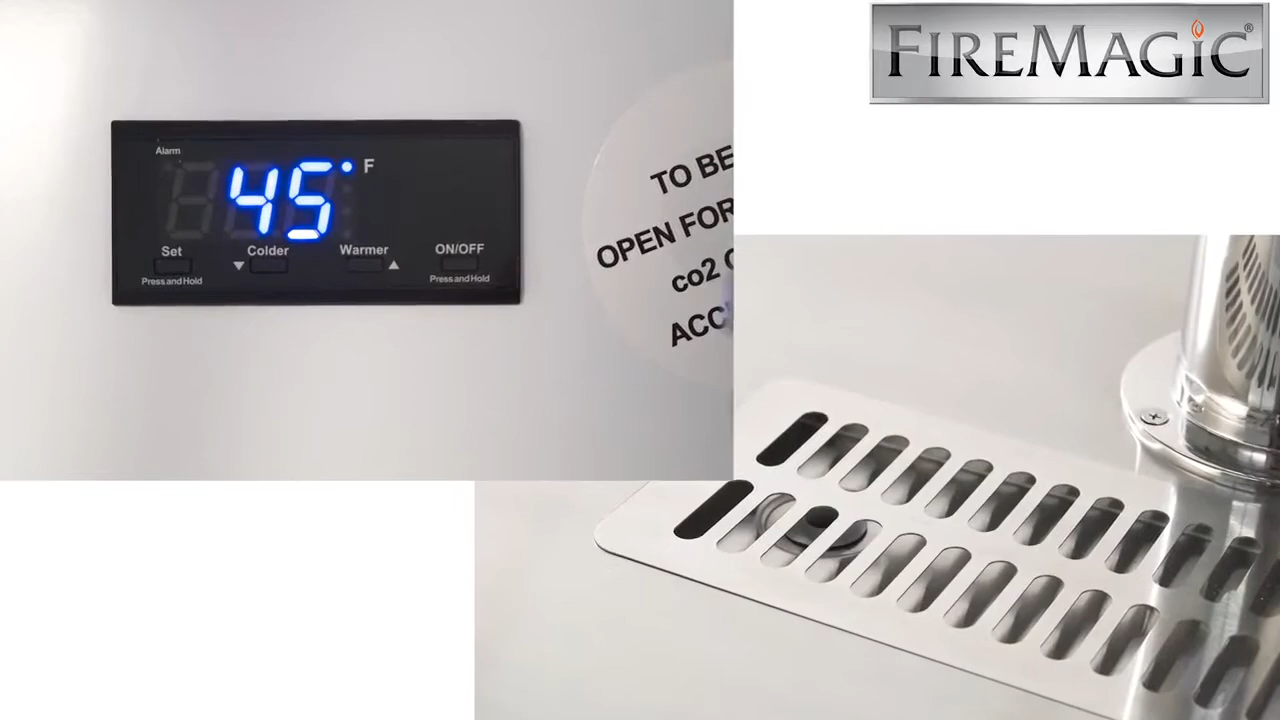 FIREMAGIC®
Alarm
45° F
Set Colder Warmer ON/OFF
Press and Hold Press and Hold
TO BE
OPEN FOR
co2
ACC